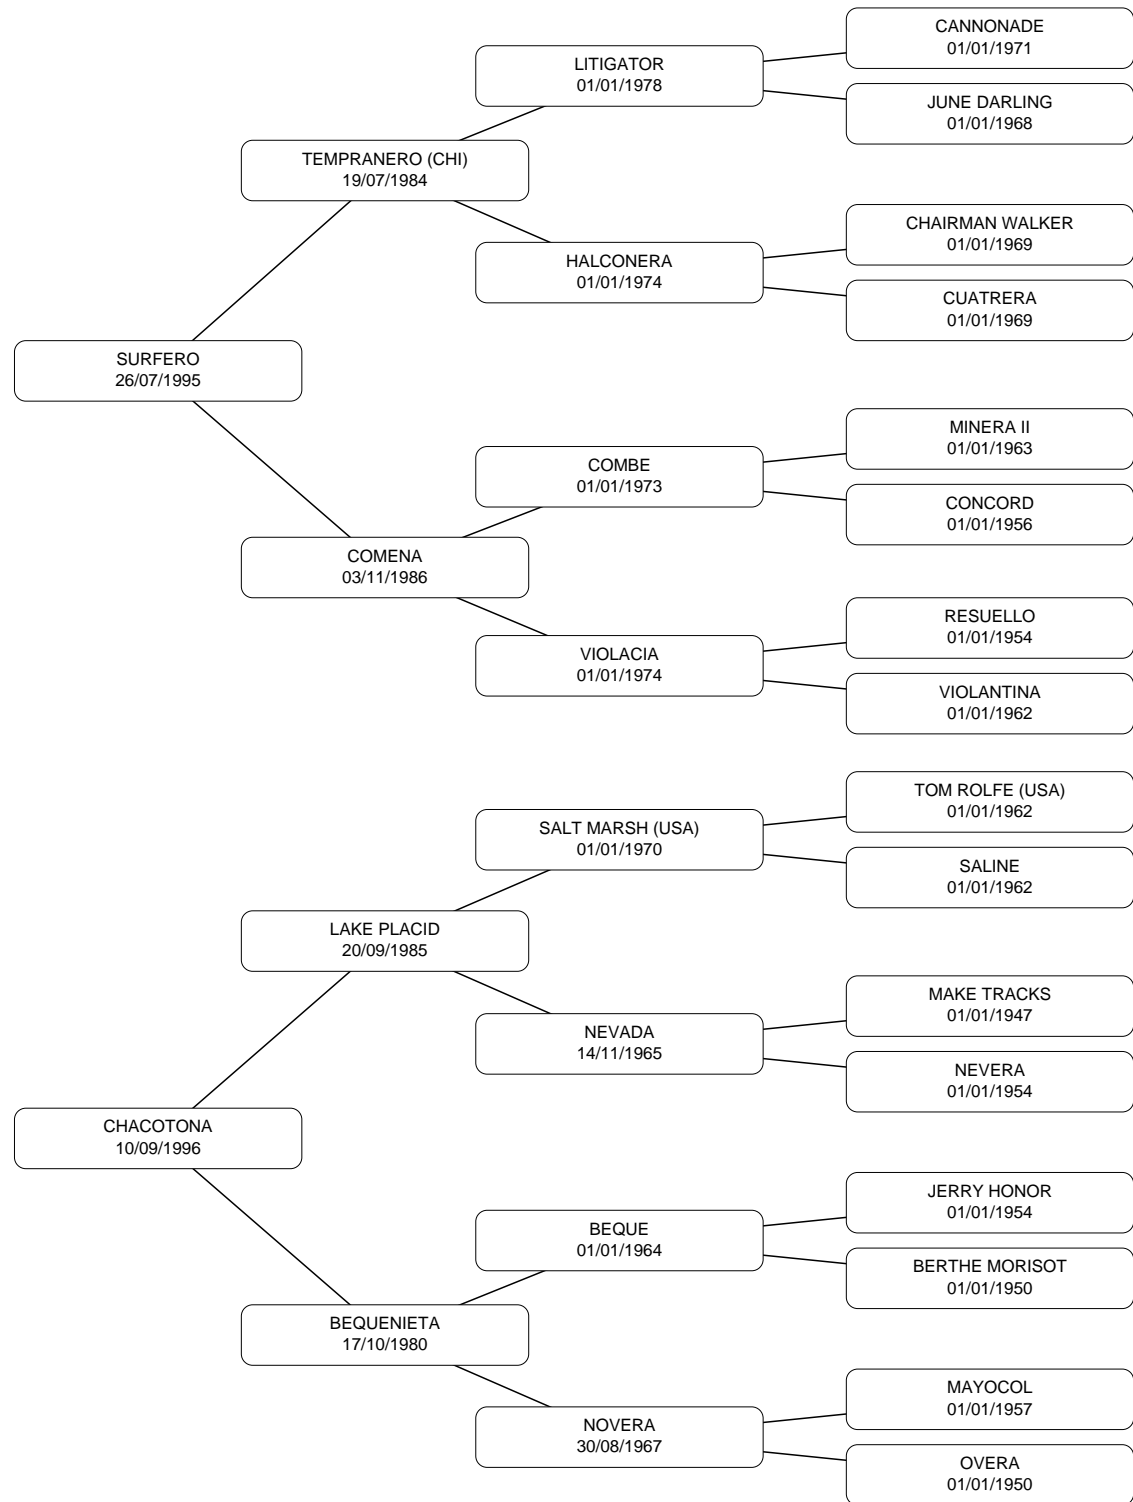 CANNONADE
01/01/1971
LITIGATOR
01/01/1978
JUNE DARLING
01/01/1968
TEMPRANERO (CHI)
19/07/1984
CHAIRMAN WALKER
01/01/1969
HALCONERA
01/01/1974
CUATRERA
01/01/1969
SURFERO
26/07/1995
MINERA II
01/01/1963
COMBE
01/01/1973
CONCORD
01/01/1956
COMENA
03/11/1986
RESUELLO
01/01/1954
VIOLACIA
01/01/1974
VIOLANTINA
01/01/1962
TOM ROLFE (USA)
01/01/1962
SALT MARSH (USA)
01/01/1970
SALINE
01/01/1962
LAKE PLACID
20/09/1985
MAKE TRACKS
01/01/1947
NEVADA
14/11/1965
NEVERA
01/01/1954
CHACOTONA
10/09/1996
JERRY HONOR
01/01/1954
BEQUE
01/01/1964
BERTHE MORISOT
01/01/1950
BEQUENIETA
17/10/1980
MAYOCOL
01/01/1957
NOVERA
30/08/1967
OVERA
01/01/1950